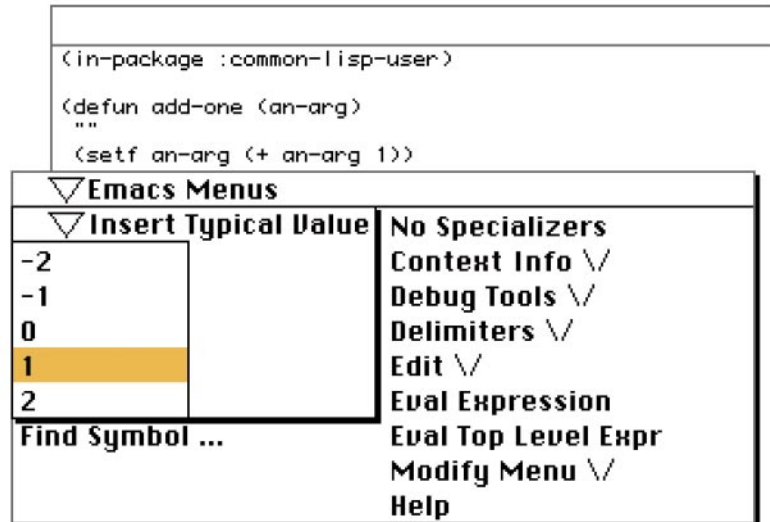 (in-package :common-lisp-user)
(defun add-one (an-arg)
""
(setf an-arg (+ an-arg 1))
▽Emacs Menus
▽Insert Typical Value
-2
-1
0
1
2
Find Symbol ...
No Specializers
Context Info \/
Debug Tools \/
Delimiters \/
Edit \/
Eval Expression
Eval Top Level Expr
Modify Menu \/
Help